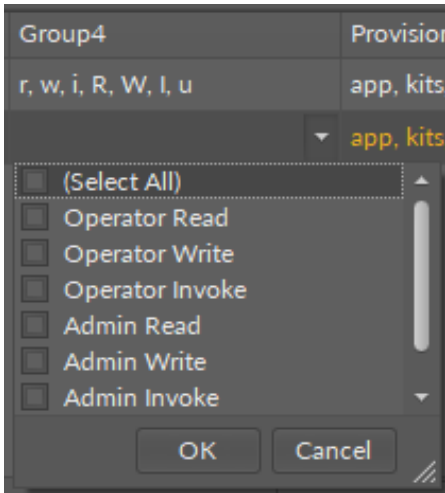 Group4 Provision
r, w, i, R, W, I, u app, kits
app, kits
(Select All)
Operator Read
Operator Write
Operator Invoke
Admin Read
Admin Write
Admin Invoke
OK Cancel